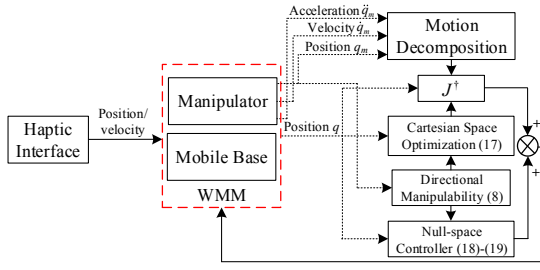 Acceleration q̈ₘ
Velocity q̇ₘ
Position qₘ
Motion
Decomposition
J†
Position/
velocity
Haptic
Interface
Manipulator
Mobile Base
WMM
Position q
Cartesian Space
Optimization (17)
Directional
Manipulability (8)
Null-space
Controller (18)-(19)
+
+